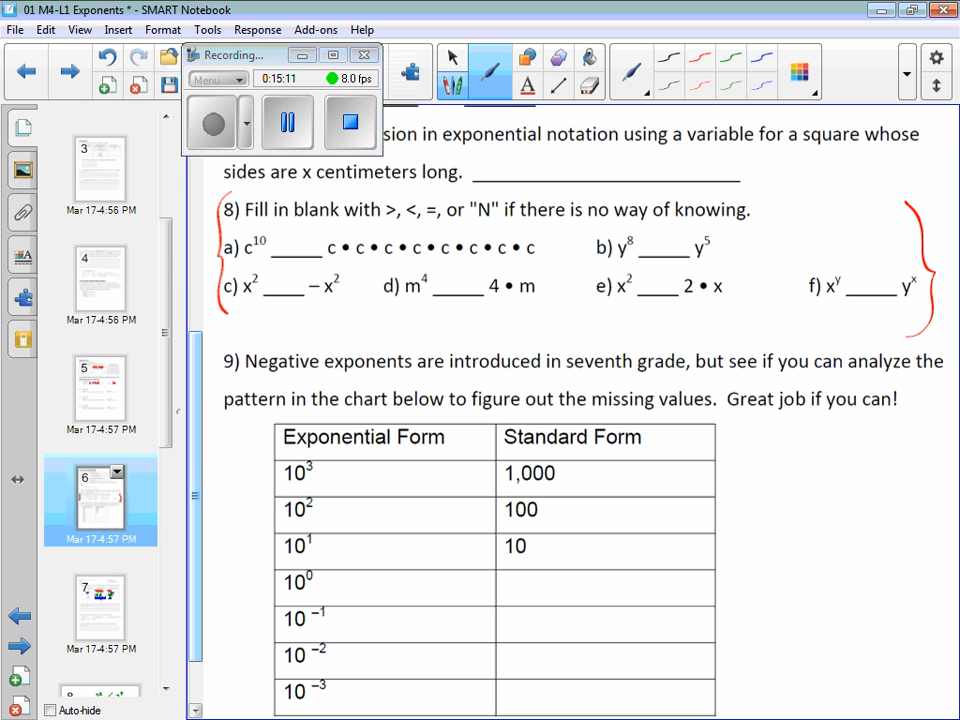 01 M4-L1 Exponents * - SMART Notebook
File Edit View Insert Format Tools Response Add-ons Help
Recording...
Menu 0:15:11 8.0 fps
3
Mar 17-4:56 PM
4
Mar 17-4:56 PM
5
Mar 17-4:57 PM
6
Mar 17-4:57 PM
7
Mar 17-4:57 PM
8
Auto-hide
sion in exponential notation using a variable for a square whose
sides are x centimeters long. ____________________
8) Fill in blank with >, <, =, or "N" if there is no way of knowing.
a) c¹⁰ _____ c • c • c • c • c • c • c • c b) y⁸ _____ y⁵
c) x² ____ – x² d) m⁴ _____ 4 • m e) x² ____ 2 • x f) xʸ _____ yˣ
9) Negative exponents are introduced in seventh grade, but see if you can analyze the
pattern in the chart below to figure out the missing values. Great job if you can!
Exponential Form Standard Form
10³ 1,000
10² 100
10¹ 10
10⁰
10 ⁻¹
10 ⁻²
10 ⁻³